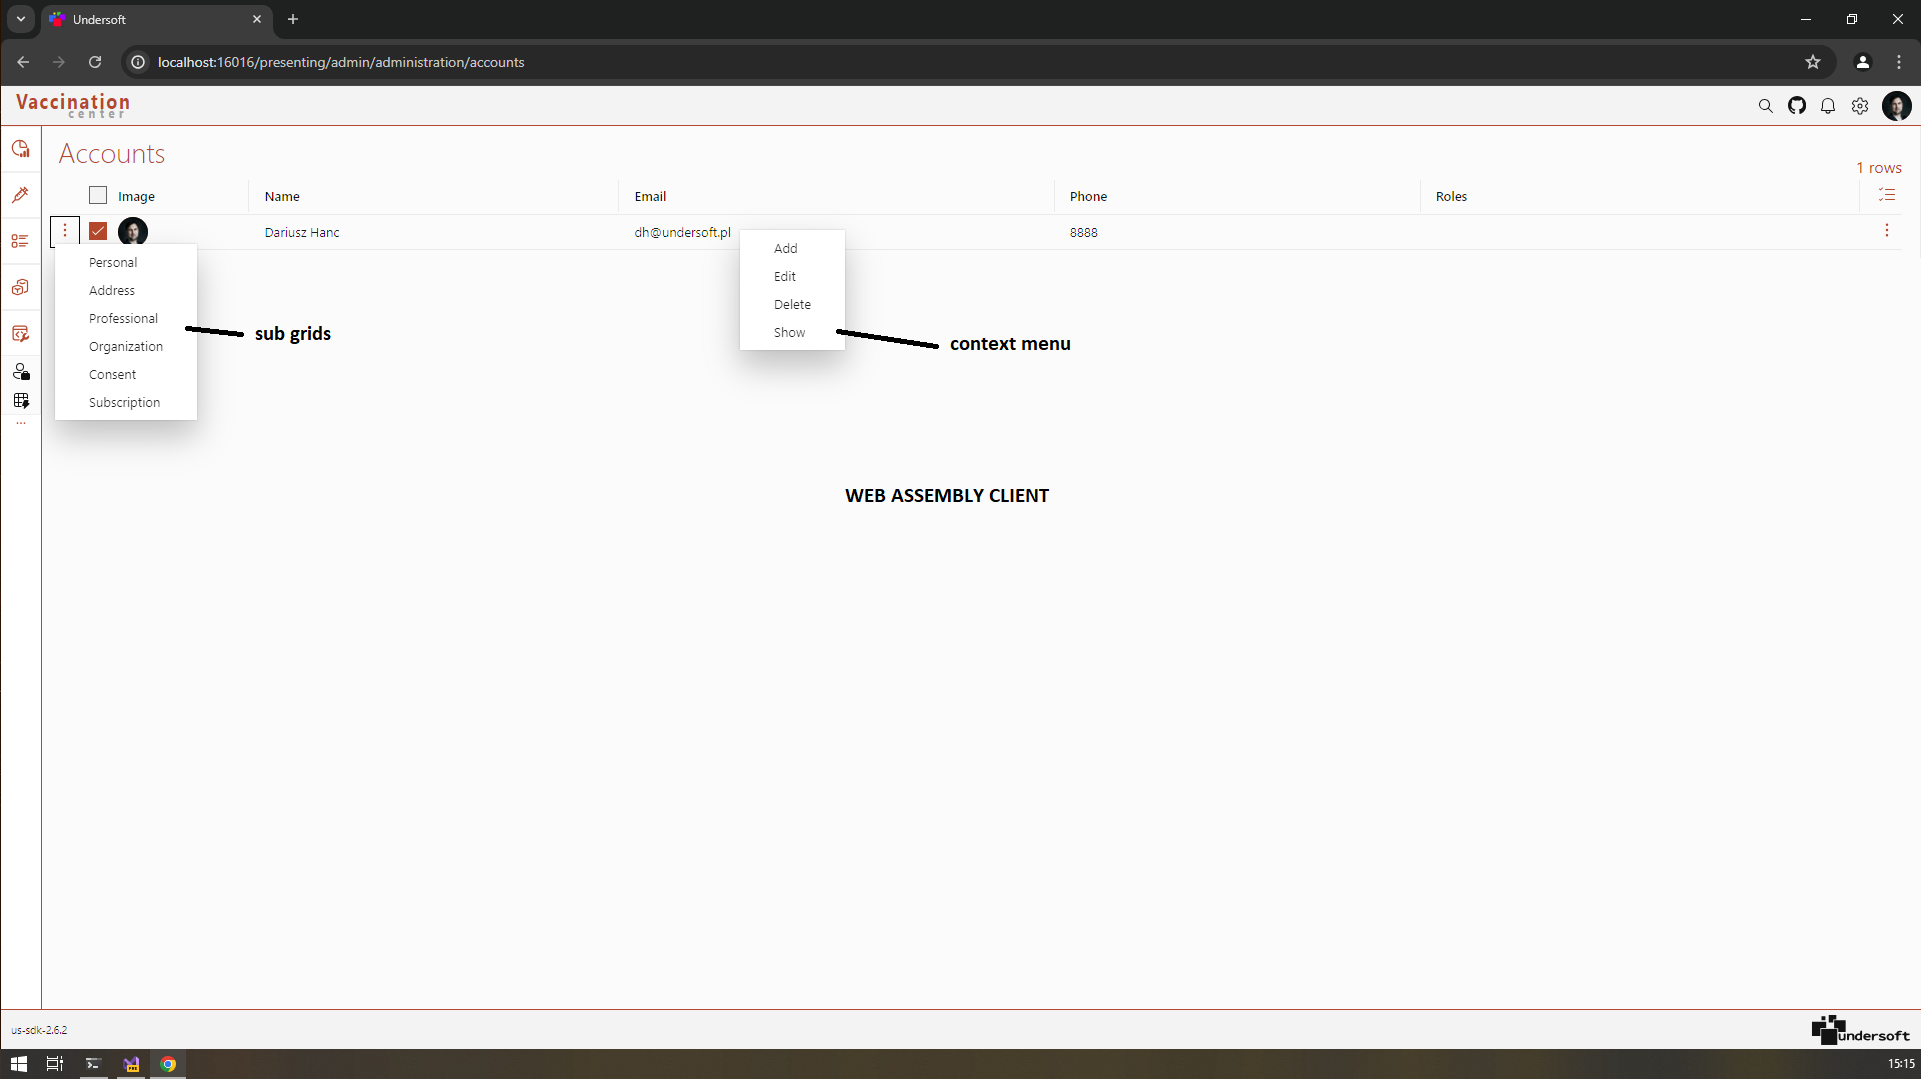 Undersoft
localhost:16016/presenting/admin/administration/accounts
Vaccination
center
Accounts
1 rows
Image Name Email Phone Roles
Dariusz Hanc dh@undersoft.pl 8888
Personal
Address
Professional
Organization
Consent
Subscription
sub grids
Add
Edit
Delete
Show
context menu
WEB ASSEMBLY CLIENT
us-sdk-2.6.2
undersoft
15:15